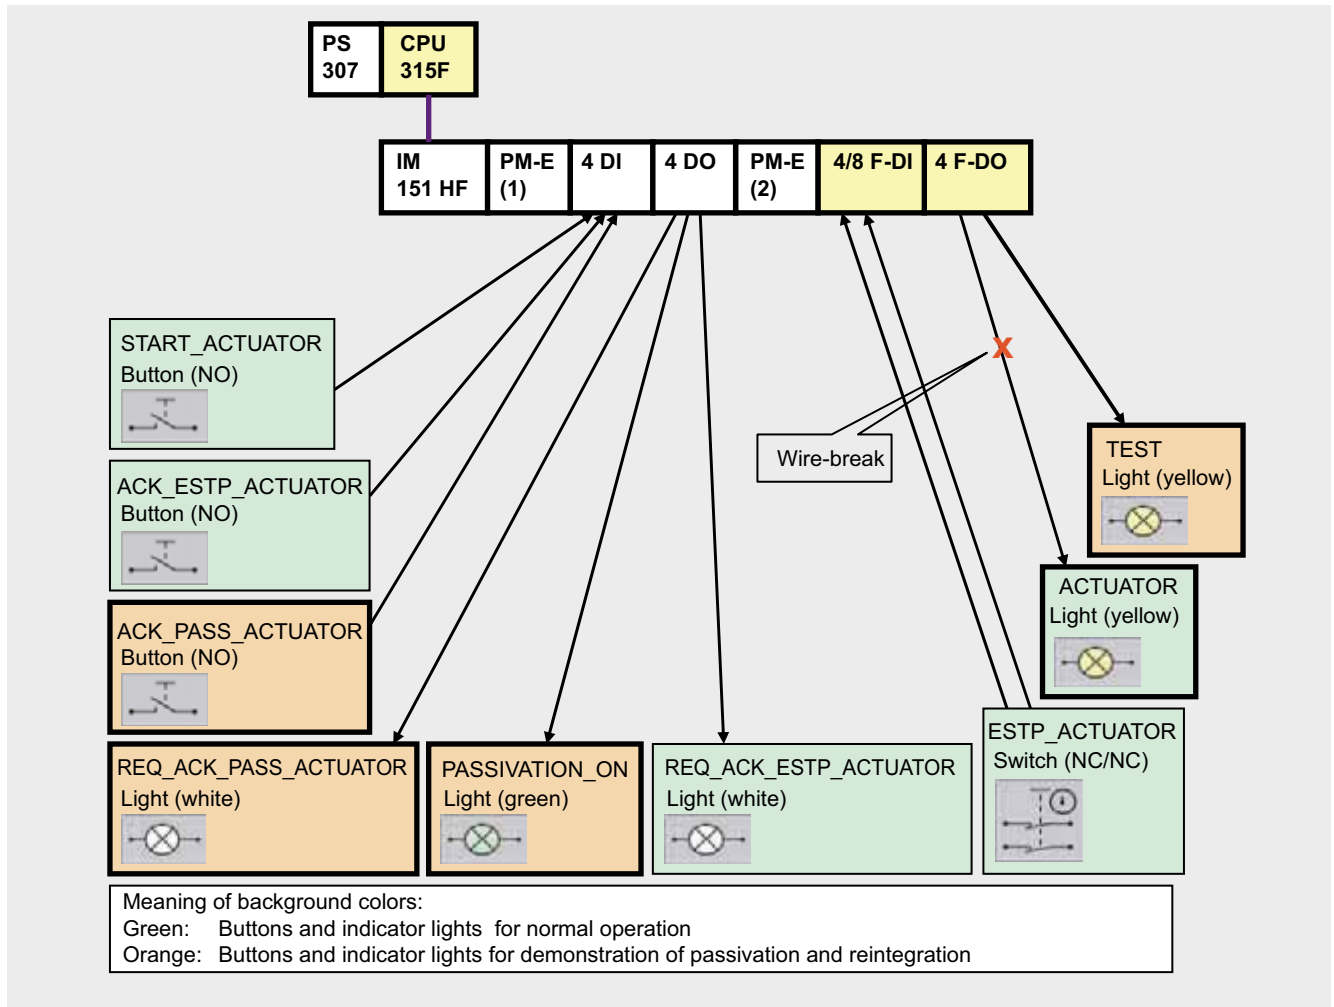 PS
307
CPU
315F
IM
151 HF
PM-E
(1)
4 DI
4 DO
PM-E
(2)
4/8 F-DI
4 F-DO
START_ACTUATOR
Button (NO)
ACK_ESTP_ACTUATOR
Button (NO)
ACK_PASS_ACTUATOR
Button (NO)
X
Wire-break
TEST
Light (yellow)
ACTUATOR
Light (yellow)
ESTP_ACTUATOR
Switch (NC/NC)
REQ_ACK_PASS_ACTUATOR
Light (white)
PASSIVATION_ON
Light (green)
REQ_ACK_ESTP_ACTUATOR
Light (white)
Meaning of background colors:
Green: Buttons and indicator lights for normal operation
Orange: Buttons and indicator lights for demonstration of passivation and reintegration